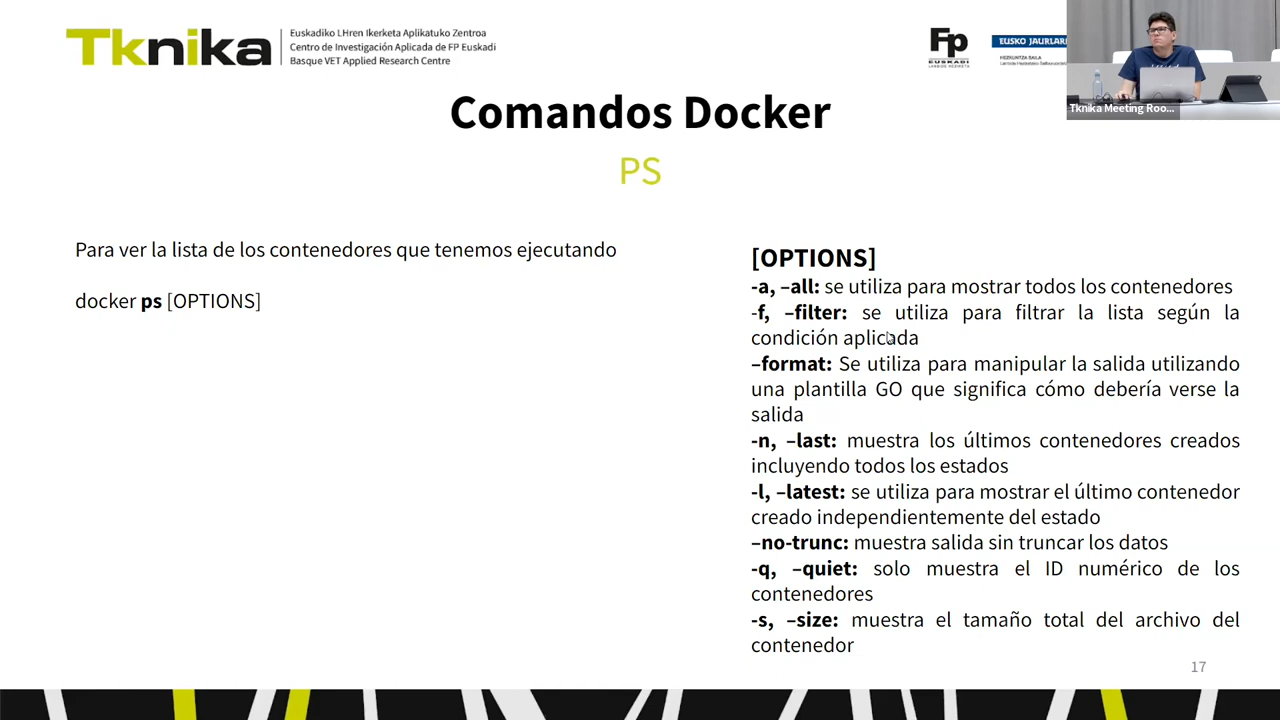 Tknika
Euskadiko LHren Ikerketa Aplikatuko Zentroa
Centro de Investigación Aplicada de FP Euskadi
Basque VET Applied Research Centre
Fp
EUSKADI
LANBIDE HEZIKETA
EUSKO JAURLARI
HEZKUNTZA SAILA
Tknika Meeting Roo...
Comandos Docker
PS
Para ver la lista de los contenedores que tenemos ejecutando
docker ps [OPTIONS]
[OPTIONS]
-a, –all: se utiliza para mostrar todos los contenedores
-f, –filter: se utiliza para filtrar la lista según la
condición aplicada
–format: Se utiliza para manipular la salida utilizando
una plantilla GO que significa cómo debería verse la
salida
-n, –last: muestra los últimos contenedores creados
incluyendo todos los estados
-l, –latest: se utiliza para mostrar el último contenedor
creado independientemente del estado
–no-trunc: muestra salida sin truncar los datos
-q, –quiet: solo muestra el ID numérico de los
contenedores
-s, –size: muestra el tamaño total del archivo del
contenedor
17